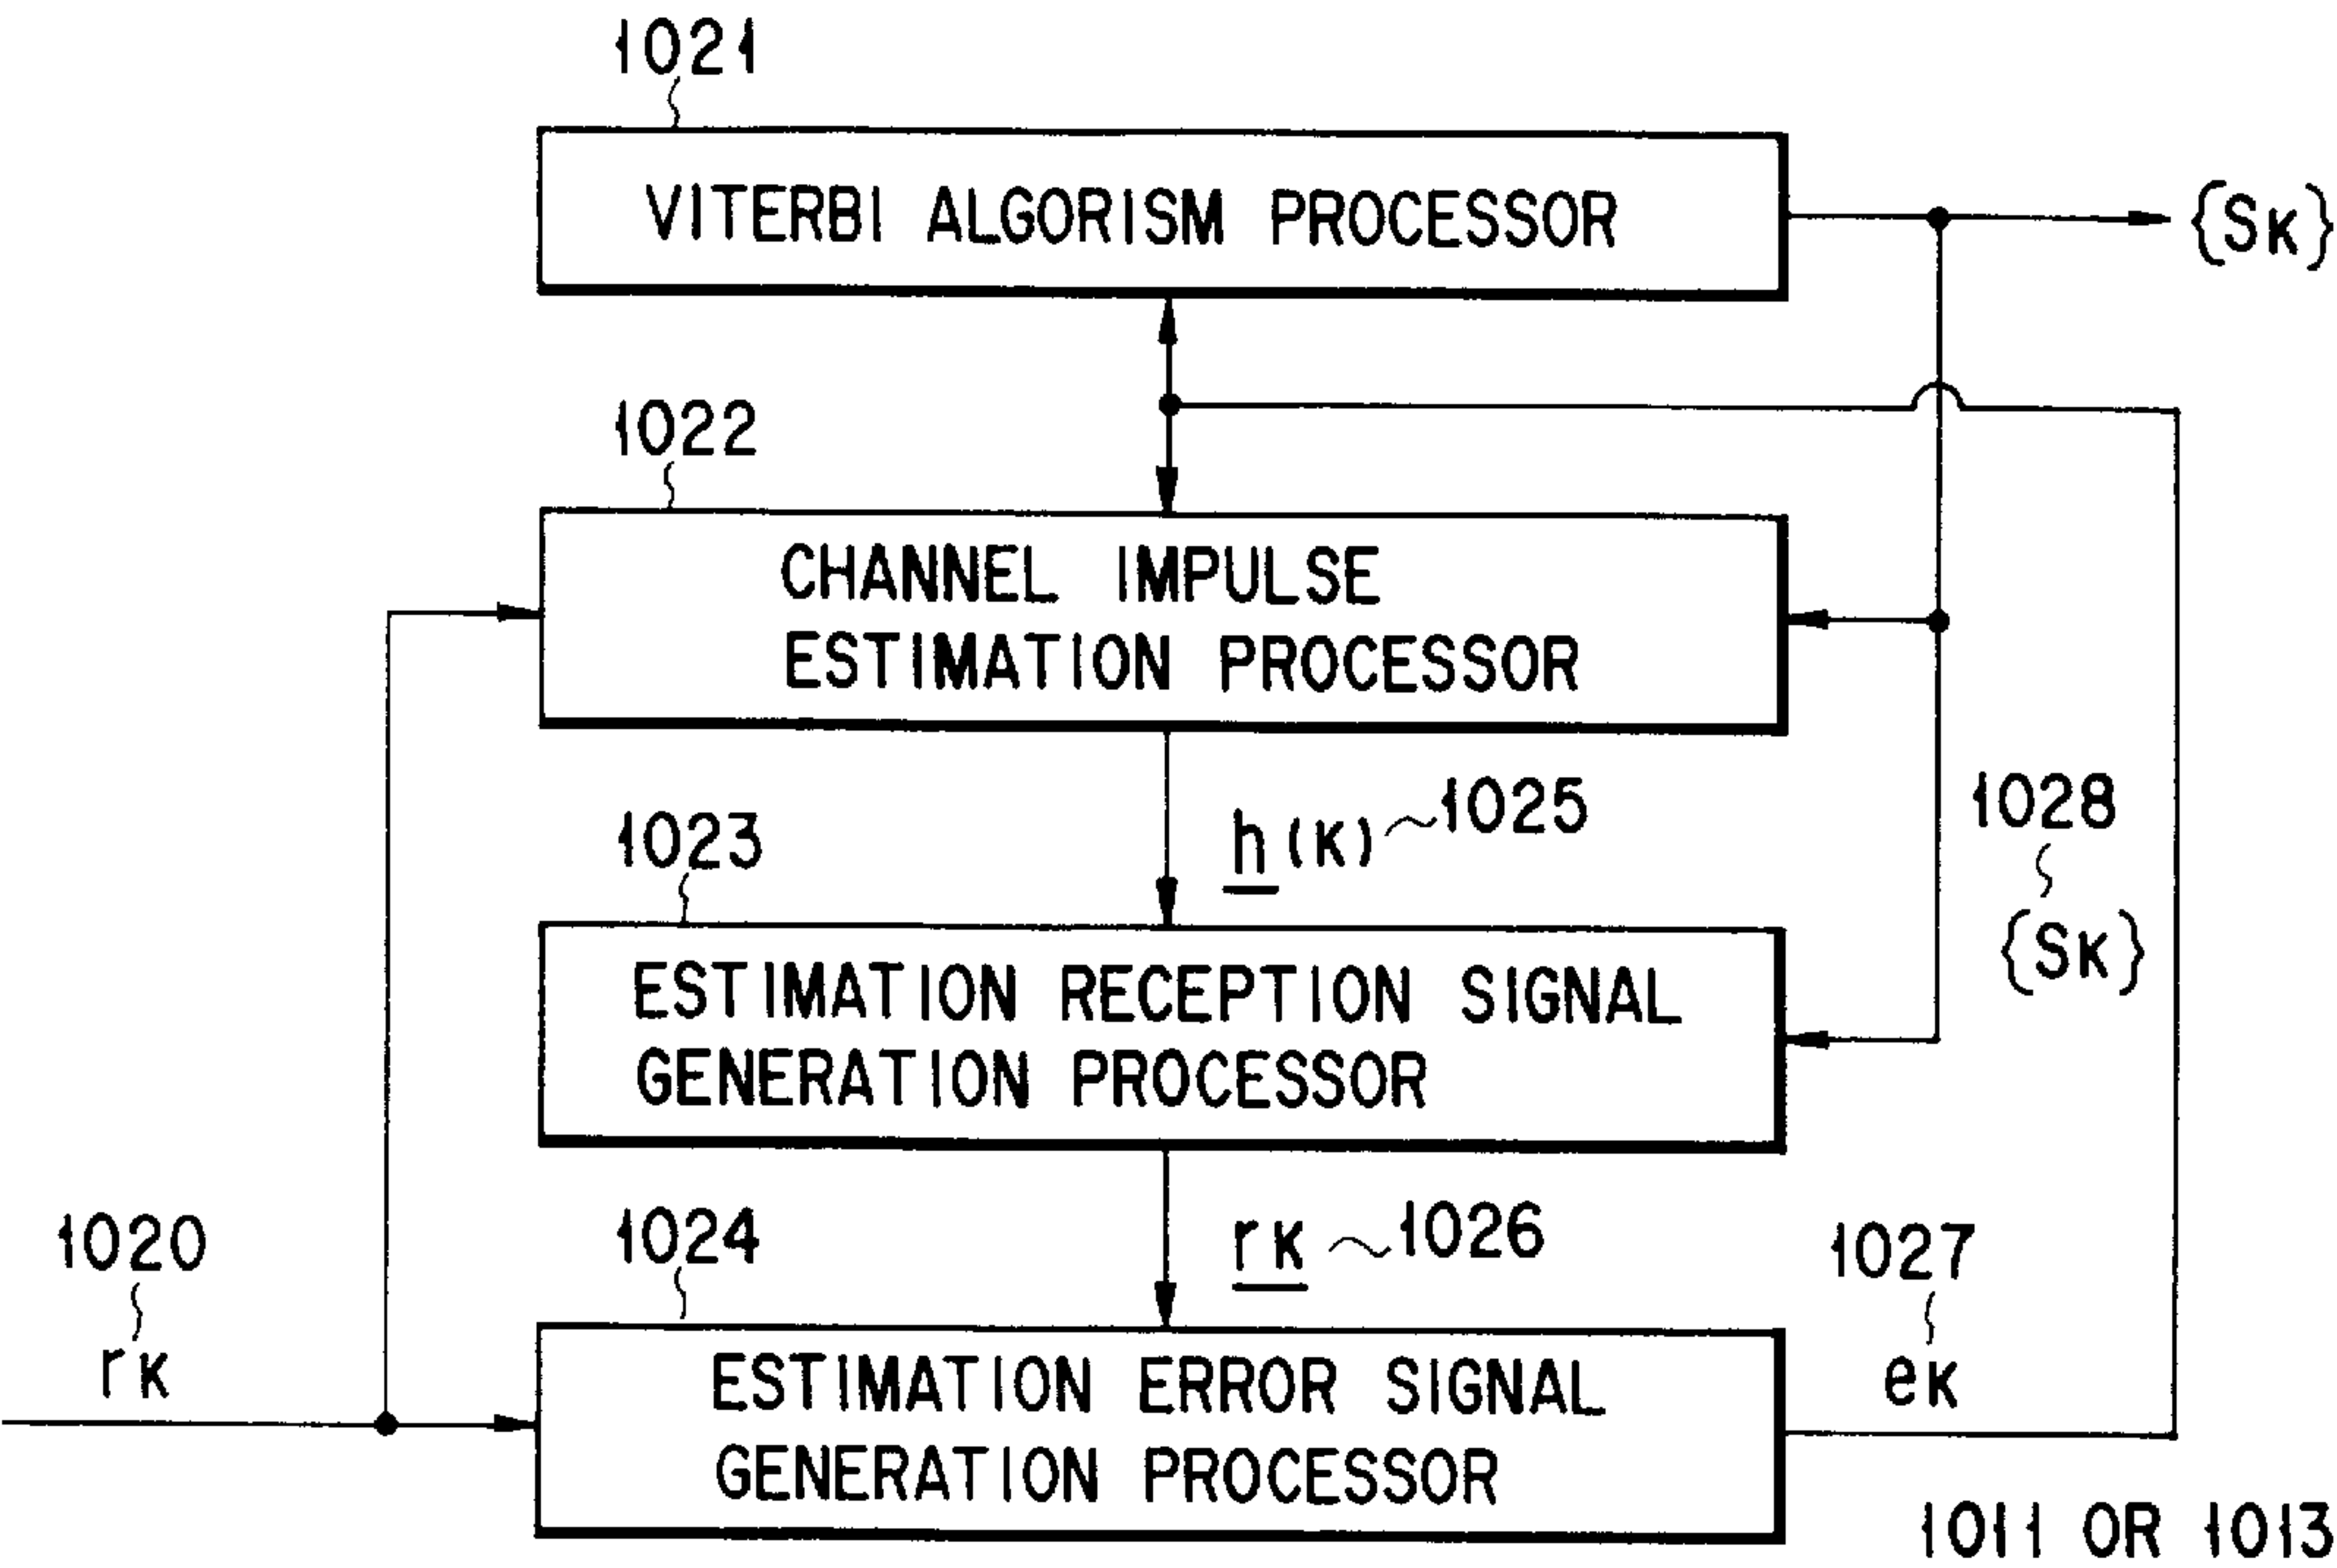 1021
VITERBI ALGORISM PROCESSOR
{SK}
1022
CHANNEL IMPULSE
ESTIMATION PROCESSOR
h(K) 1025
1028
{SK}
1023
ESTIMATION RECEPTION SIGNAL
GENERATION PROCESSOR
rK 1026
1020
rK
1024
1027
eK
ESTIMATION ERROR SIGNAL
GENERATION PROCESSOR
1011 OR 1013